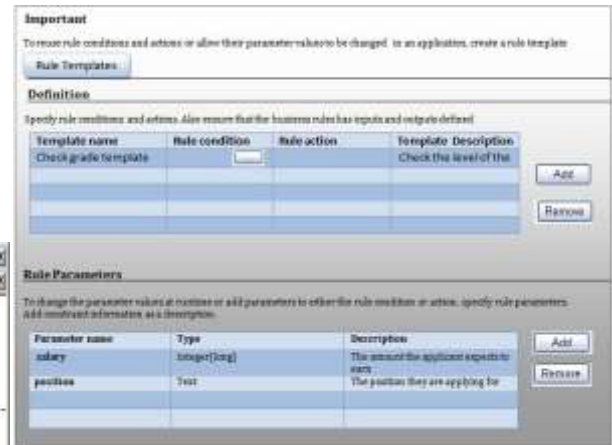 Important
To reuse rule conditions and actions or allow their parameter values to be changed in an application, create a rule template
Rule Templates
Definition
Specify rule conditions and actions. Also ensure that the business rules has inputs and outputs defined
Template name Rule condition Rule action Template Description
Check grade template Check the level of the
Add
Remove
Rule Parameters
To change the parameter values at runtime or add parameters to either the rule condition or action, specify rule parameters.
Add constraint information as a description.
Parameter name Type Description
salary Integer[long] The amount the applicant expects to earn
position Text The position they are applying for
Add
Remove